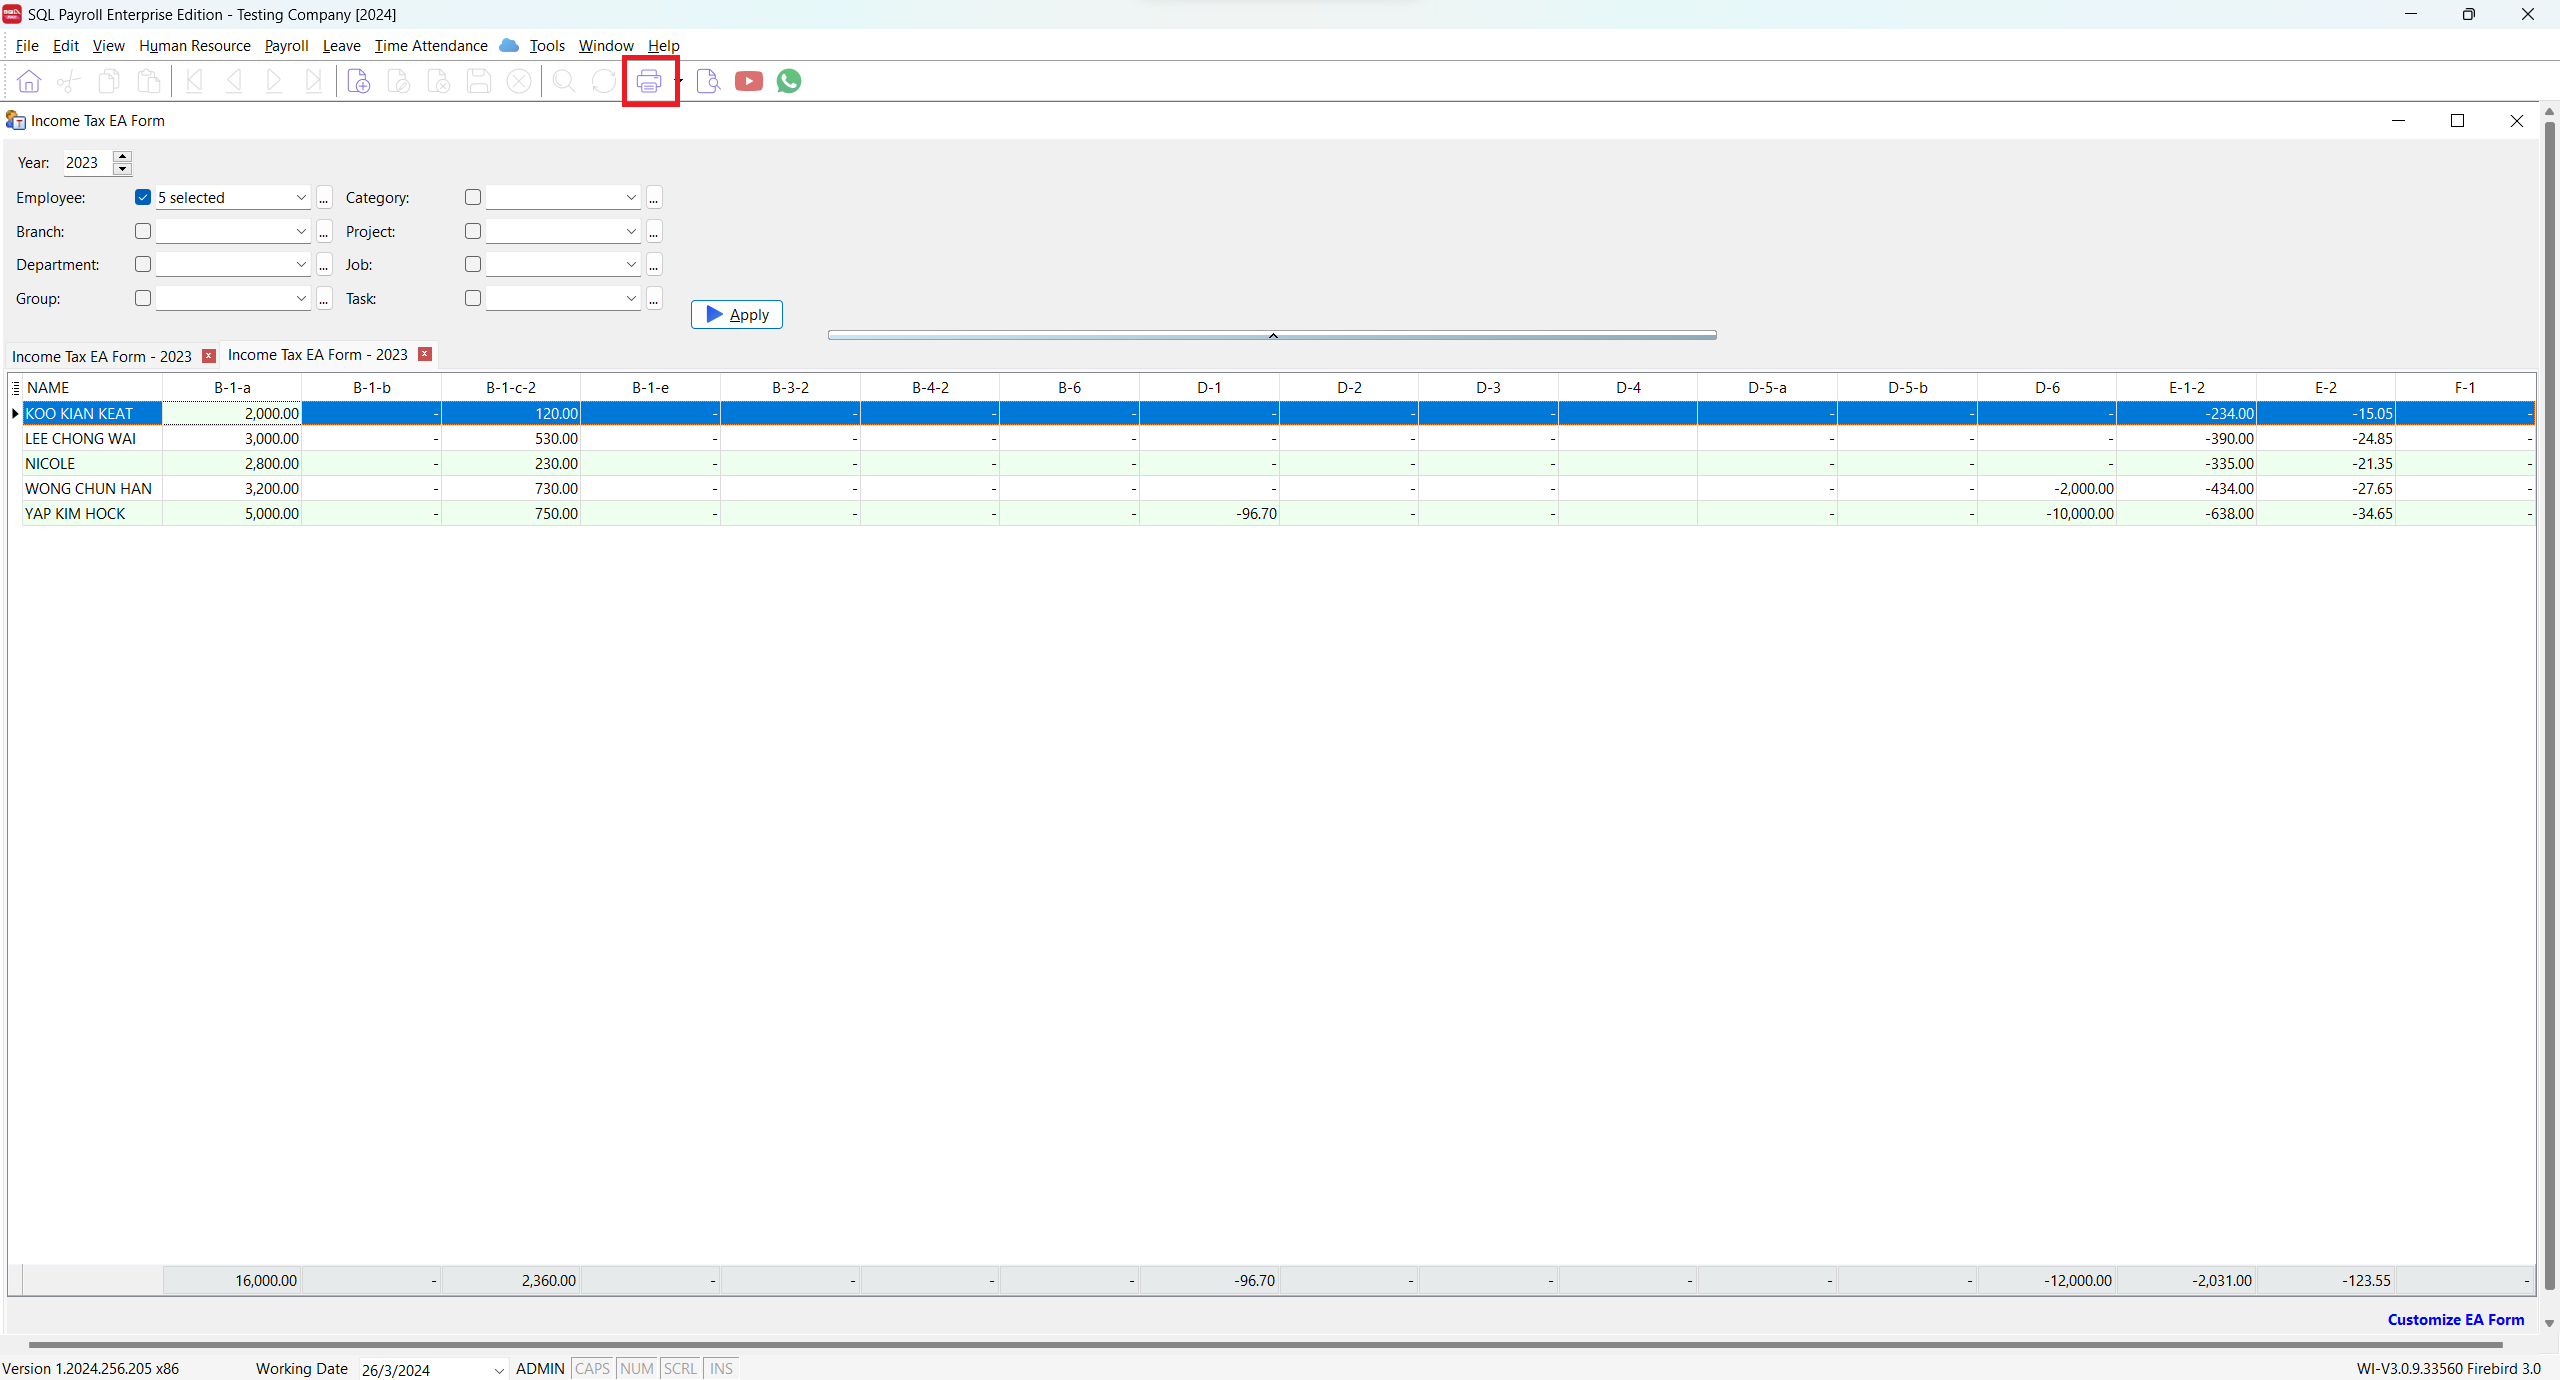 SQL Payroll Enterprise Edition - Testing Company [2024]
File Edit View Human Resource Payroll Leave Time Attendance Tools Window Help
Income Tax EA Form
Year: 2023
Employee: 5 selected ... Category: ...
Branch: ... Project: ...
Department: ... Job: ...
Group: ... Task: ...
Apply
Income Tax EA Form - 2023 Income Tax EA Form - 2023
NAME B-1-a B-1-b B-1-c-2 B-1-e B-3-2 B-4-2 B-6 D-1 D-2 D-3 D-4 D-5-a D-5-b D-6 E-1-2 E-2 F-1
KOO KIAN KEAT 2,000.00 - 120.00 - - - - - - - - - - -234.00 -15.05 -
LEE CHONG WAI 3,000.00 - 530.00 - - - - - - - - - - -390.00 -24.85 -
NICOLE 2,800.00 - 230.00 - - - - - - - - - - -335.00 -21.35 -
WONG CHUN HAN 3,200.00 - 730.00 - - - - - - - - - -2,000.00 -434.00 -27.65 -
YAP KIM HOCK 5,000.00 - 750.00 - - - - -96.70 - - - - -10,000.00 -638.00 -34.65 -
16,000.00 - 2,360.00 - - - - -96.70 - - - - - -12,000.00 -2,031.00 -123.55 -
Customize EA Form
Version 1.2024.256.205 x86 Working Date 26/3/2024 ADMIN CAPS NUM SCRL INS WI-V3.0.9.33560 Firebird 3.0